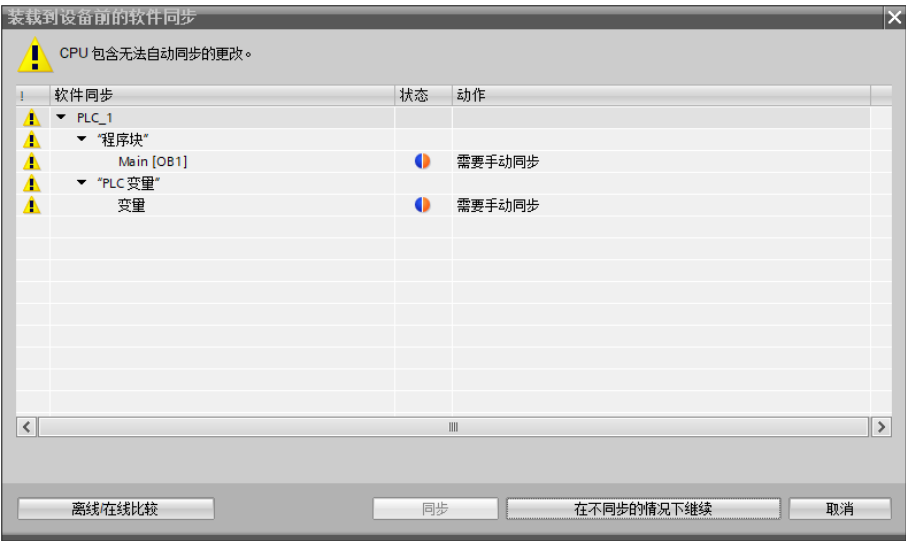 装载到设备前的软件同步
CPU 包含无法自动同步的更改。
! 软件同步 状态 动作
PLC_1
"程序块"
Main [OB1] 需要手动同步
"PLC 变量"
变量 需要手动同步
离线/在线比较 同步 在不同步的情况下继续 取消